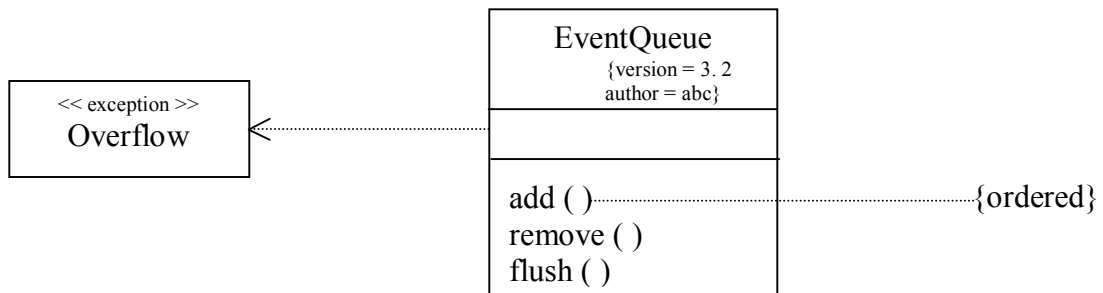 << exception >>
Overflow
EventQueue
{version = 3. 2
author = abc}
add ( )
{ordered}
remove ( )
flush ( )